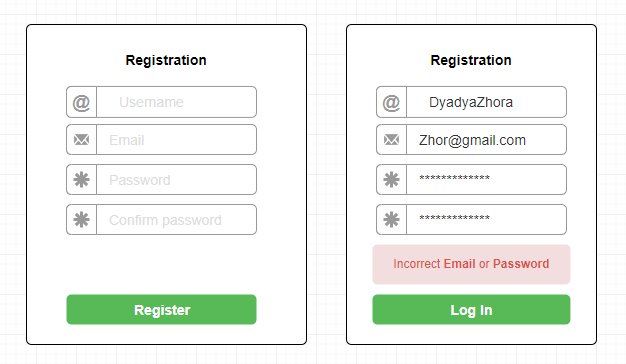 Registration
@ Username
Email
Password
Confirm password
Register
Registration
@ DyadyaZhora
Zhor@gmail.com
*************
*************
Incorrect Email or Password
Log In